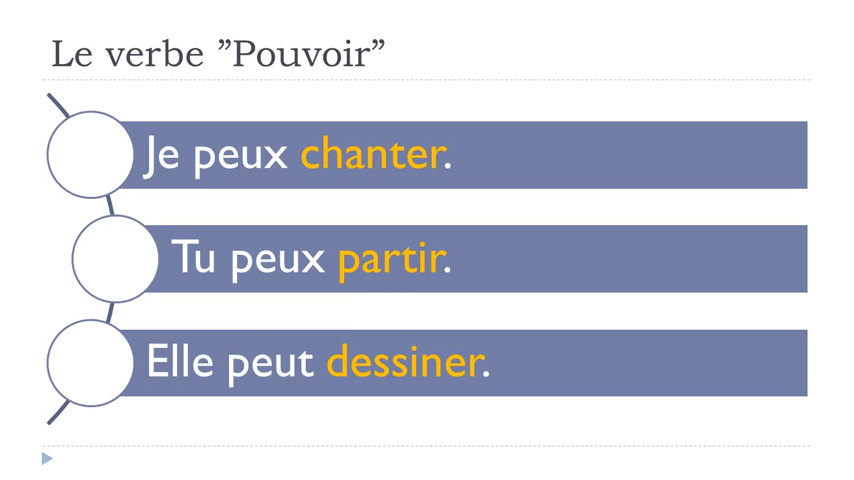 Le verbe ”Pouvoir”
Je peux chanter.
Tu peux partir.
Elle peut dessiner.